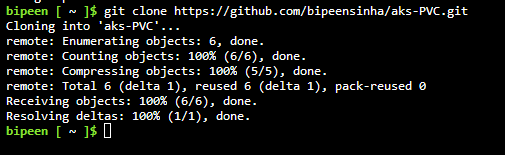 bipeen [ ~ ]$ git clone https://github.com/bipeensinha/aks-PVC.git
Cloning into 'aks-PVC'...
remote: Enumerating objects: 6, done.
remote: Counting objects: 100% (6/6), done.
remote: Compressing objects: 100% (5/5), done.
remote: Total 6 (delta 1), reused 6 (delta 1), pack-reused 0
Receiving objects: 100% (6/6), done.
Resolving deltas: 100% (1/1), done.
bipeen [ ~ ]$